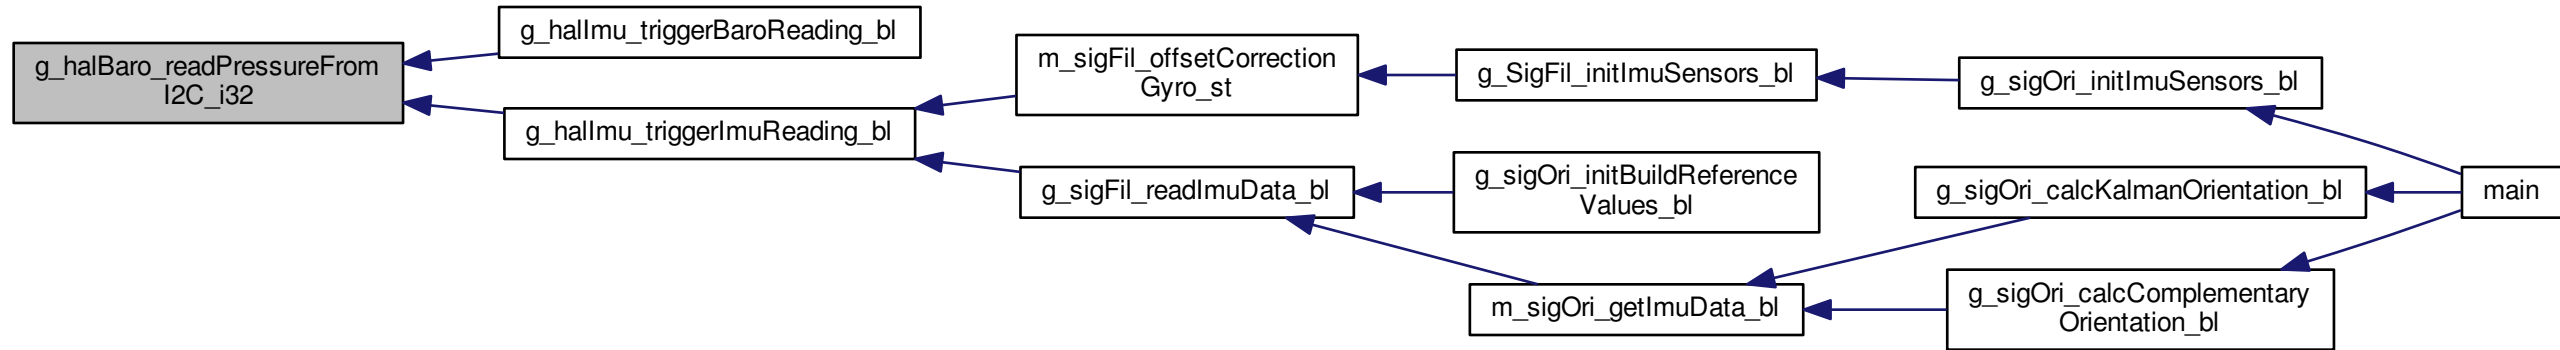 g_halBaro_readPressureFrom
I2C_i32
g_halImu_triggerBaroReading_bl
g_halImu_triggerImuReading_bl
m_sigFil_offsetCorrection
Gyro_st
g_sigFil_readImuData_bl
g_SigFil_initImuSensors_bl
g_sigOri_initBuildReference
Values_bl
m_sigOri_getImuData_bl
g_sigOri_initImuSensors_bl
g_sigOri_calcKalmanOrientation_bl
g_sigOri_calcComplementary
Orientation_bl
main